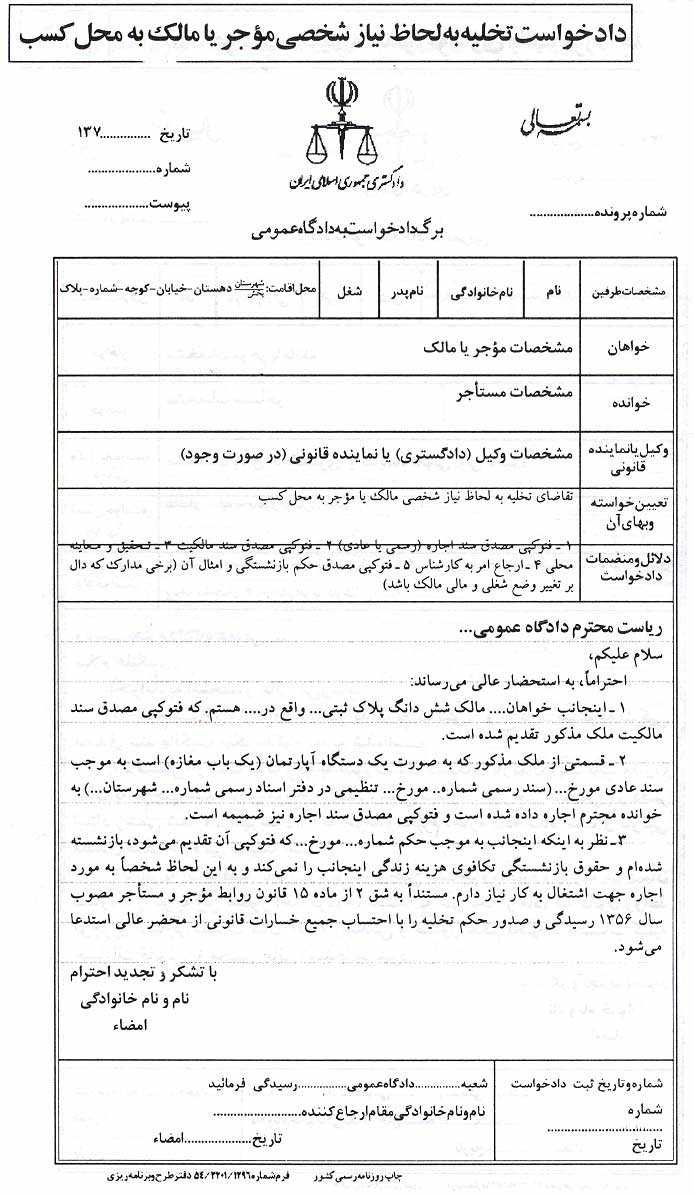 دادخواست تخلیه به لحاظ نیاز شخصی مؤجر یا مالک به محل کسب
بسمه تعالی
تاریخ ............... ۱۳۷
شماره....................
پیوست...................
دادگستری جمهوری اسلامی ایران
شماره پرونده...................
برگ دادخواست به دادگاه عمومی
مشخصات طرفین
نام
نام خانوادگی
نام پدر
شغل
محل اقامت: شهرستان بخش دهستان-خیابان-کوچه-شماره-پلاک
خواهان
مشخصات مؤجر یا مالک
خوانده
مشخصات مستأجر
وکیل یا نماینده
قانونی
مشخصات وکیل (دادگستری) یا نماینده قانونی (در صورت وجود)
تعیین خواسته
وبهای آن
تقاضای تخلیه به لحاظ نیاز شخصی مالک یا مؤجر به محل کسب
دلائل ومنضمات
دادخواست
۱ ـ فتوکپی مصدق سند اجاره (رسمی یا عادی) ۲ ـ فتوکپی مصدق سند مالکیت ۳ ـ تحقیق و معاینه
محلی ۴ ـ ارجاع امر به کارشناس ۵ ـ فتوکپی مصدق حکم بازنشستگی و امثال آن (برخی مدارک که دال
بر تغییر وضع شغلی و مالی مالک باشد)
ریاست محترم دادگاه عمومی...
سلام علیکم،
احتراماً، به استحضار عالی می‌رساند:
۱ ـ اینجانب خواهان.... مالک شش دانگ پلاک ثبتی... واقع در.... هستم. که فتوکپی مصدق سند
مالکیت ملک مذکور تقدیم شده است.
۲ ـ قسمتی از ملک مذکور که به صورت یک دستگاه آپارتمان (یک باب مغازه) است به موجب
سند عادی مورخ... (سند رسمی شماره.. مورخ... تنظیمی در دفتر اسناد رسمی شماره... شهرستان...) به
خوانده محترم اجاره داده شده است و فتوکپی مصدق سند اجاره نیز ضمیمه است.
۳ ـ نظر به اینکه اینجانب به موجب حکم شماره... مورخ... که فتوکپی آن تقدیم می‌شود، بازنشسته
شده‌ام و حقوق بازنشستگی تکافوی هزینه زندگی اینجانب را نمی‌کند و به این لحاظ شخصاً به مورد
اجاره جهت اشتغال به کار نیاز دارم. مستنداً به شق ۲ از ماده ۱۵ قانون روابط مؤجر و مستأجر مصوب
سال ۱۳۵۶ رسیدگی و صدور حکم تخلیه را با احتساب جمیع خسارات قانونی از محضر عالی استدعا
می‌شود.
با تشکر و تجدید احترام
نام و نام خانوادگی
امضاء
شماره وتاریخ ثبت دادخواست
شماره
..............................
تاریخ
شعبه...............دادگاه عمومی................رسیدگی فرمائید
نام ونام خانوادگی مقام ارجاع کننده........................
تاریخ....................امضاء
چاپ روزنامه رسمی کشور
فرم شماره ۵۴/۳۲۰۱/۱۲۹۶ دفتر طرح و برنامه ریزی